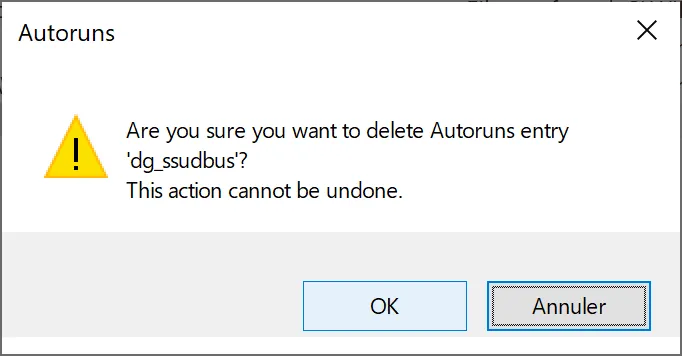 Autoruns
Are you sure you want to delete Autoruns entry
'dg_ssudbus'?
This action cannot be undone.
OK
Annuler